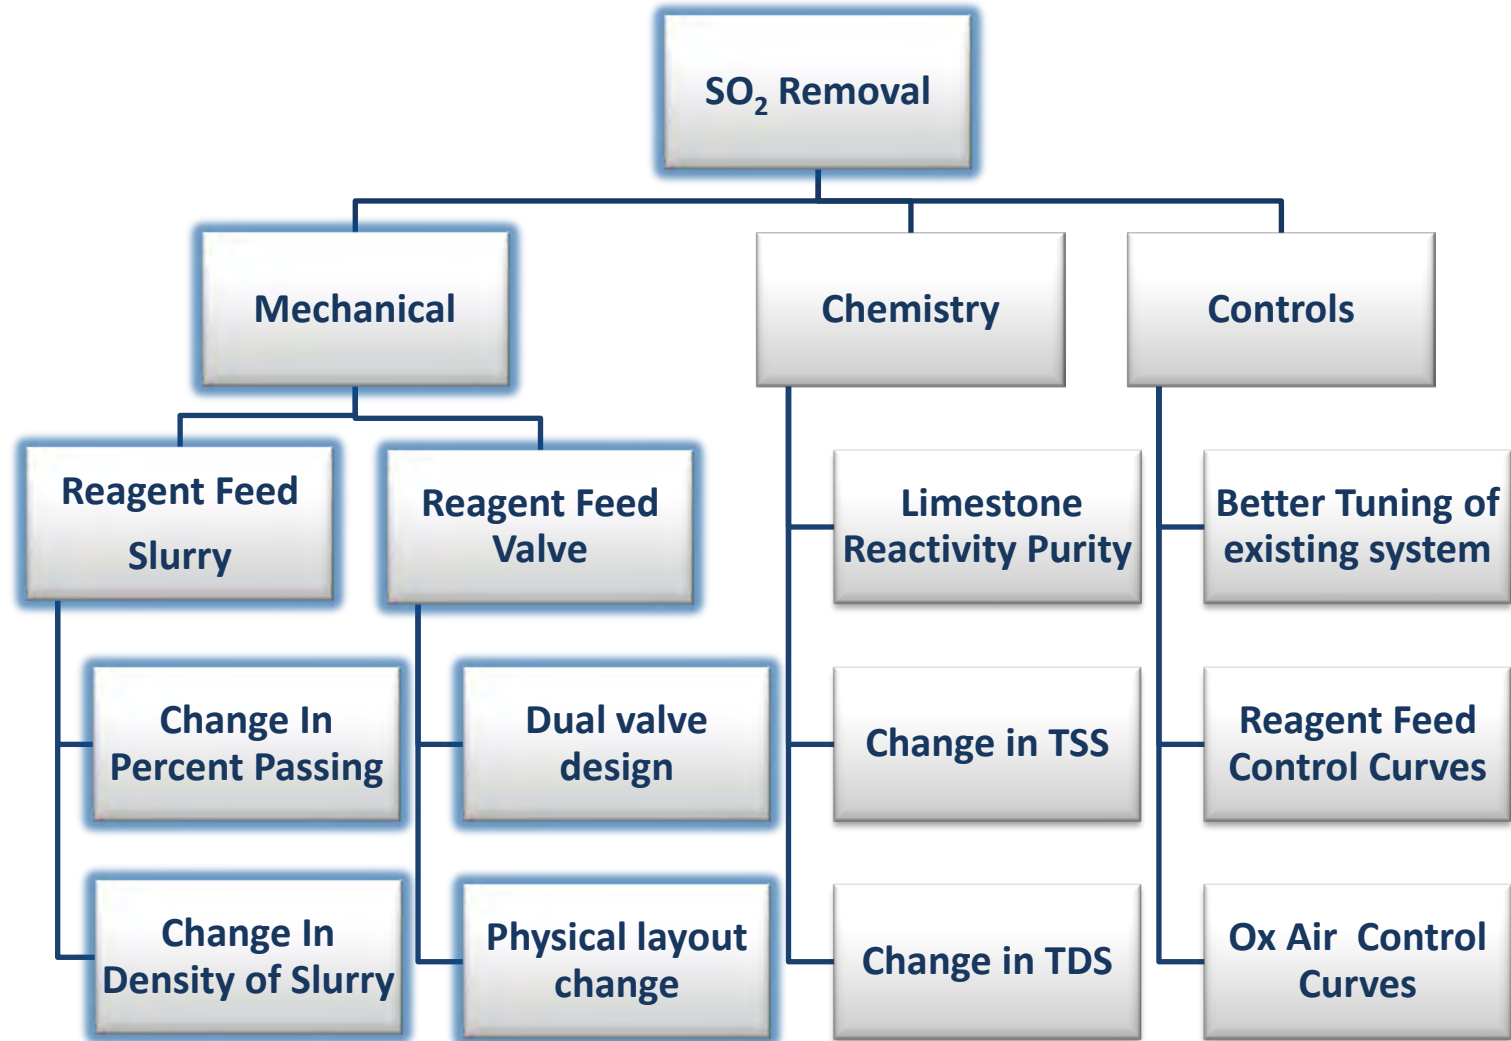 SO₂ Removal
Mechanical
Chemistry
Controls
Reagent Feed
Slurry
Reagent Feed
Valve
Limestone
Reactivity Purity
Better Tuning of
existing system
Change In
Percent Passing
Dual valve
design
Change in TSS
Reagent Feed
Control Curves
Change In
Density of Slurry
Physical layout
change
Change in TDS
Ox Air  Control
Curves